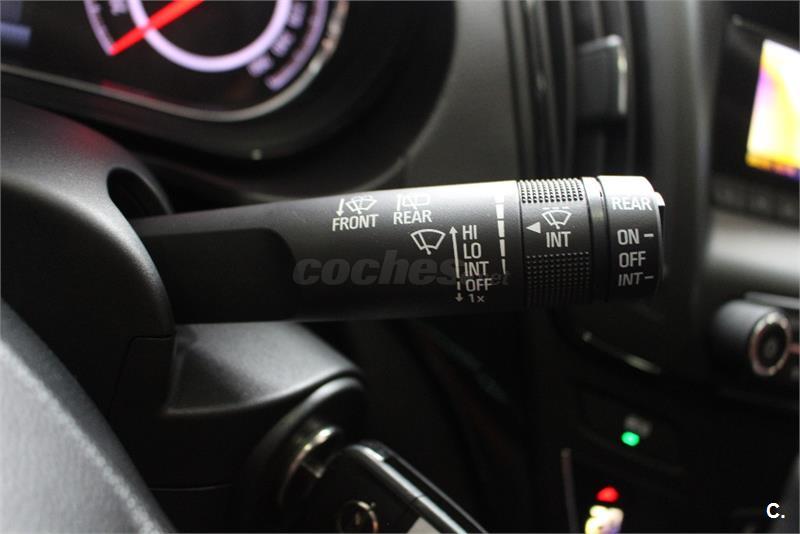 FRONT REAR
HI
LO
INT
OFF
1x
INT
REAR
ON
OFF
INT
coches.net
C.